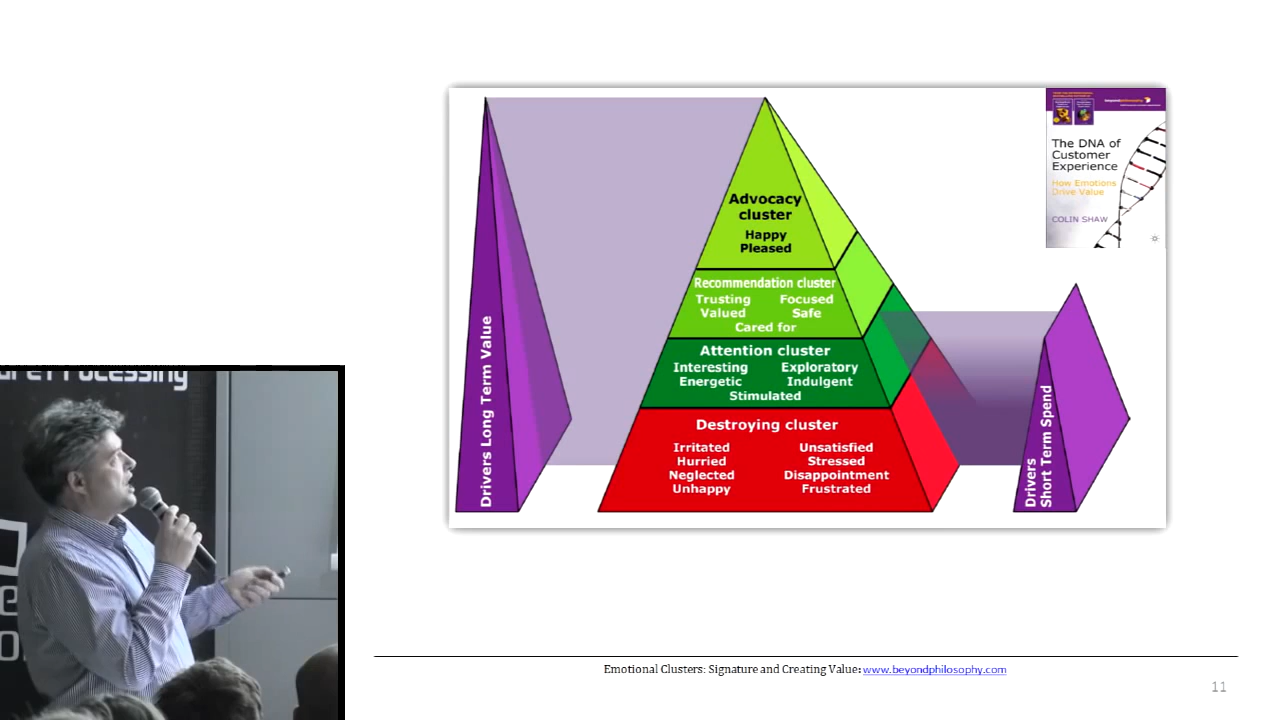 The DNA of
Customer
Experience
How Emotions
Drive Value
COLIN SHAW
Advocacy
cluster
Happy
Pleased
Recommendation cluster
Trusting Focused
Valued Safe
Cared for
Attention cluster
Interesting Exploratory
Energetic Indulgent
Stimulated
Destroying cluster
Irritated Unsatisfied
Hurried Stressed
Neglected Disappointment
Unhappy Frustrated
Drivers Long Term Value
Drivers
Short Term Spend
Processing
Emotional Clusters: Signature and Creating Value: www.beyondphilosophy.com
11